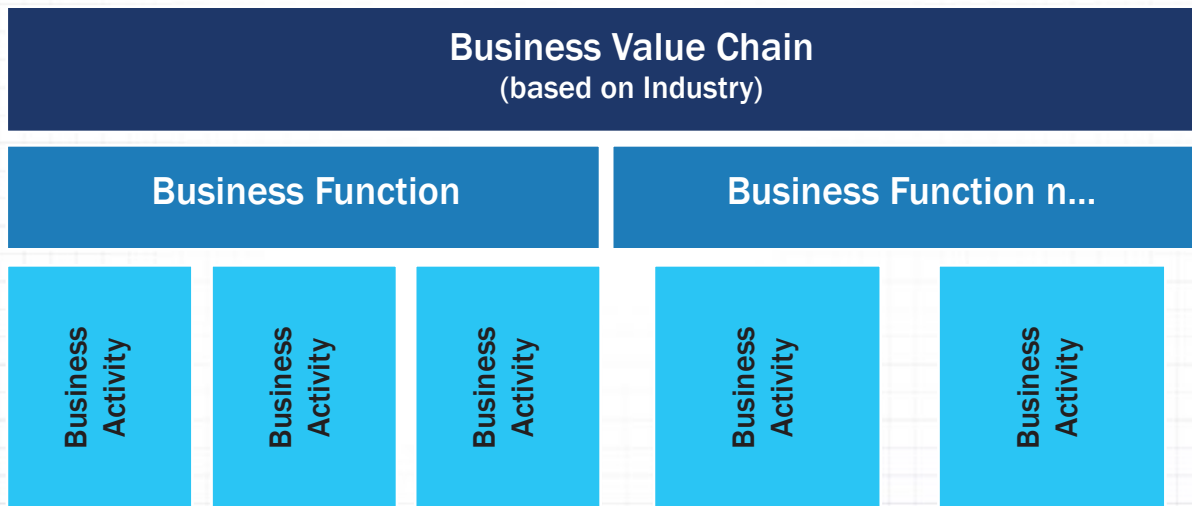 Business Value Chain
(based on Industry)
Business Function
Business Function n...
Business
Activity
Business
Activity
Business
Activity
Business
Activity
Business
Activity